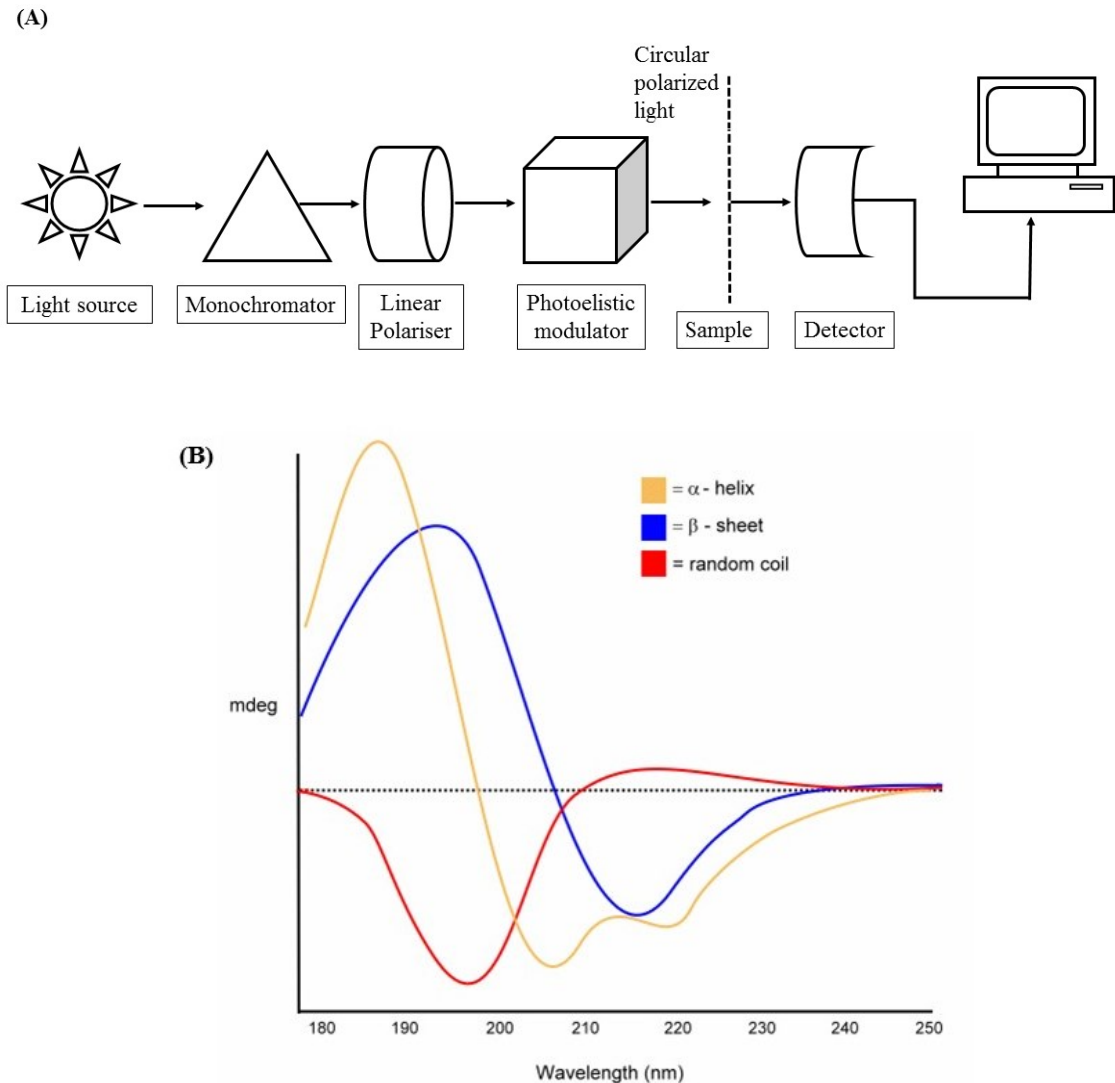 (A)
Circular
polarized
light
Light source
Monochromator
Linear
Polariser
Photoelistic
modulator
Sample
Detector
(B)
= α - helix
= β - sheet
= random coil
mdeg
180 190 200 210 220 230 240 250
Wavelength (nm)